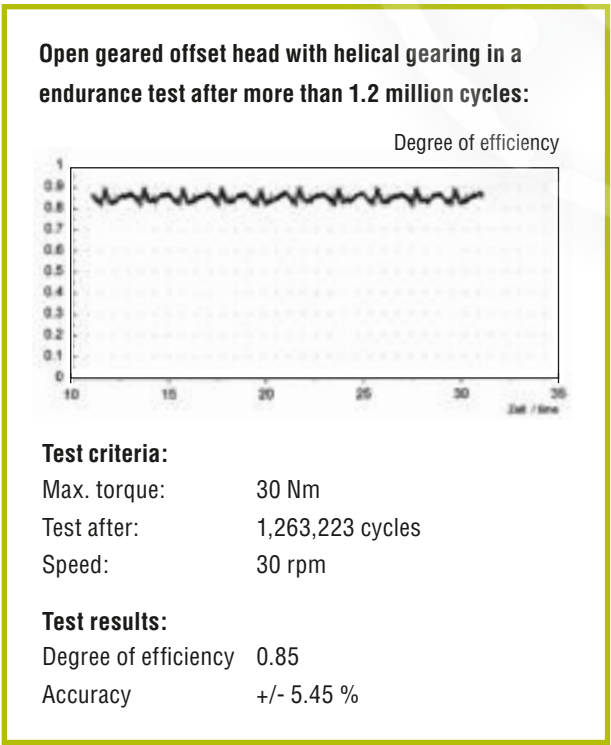 Open geared offset head with helical gearing in a
endurance test after more than 1.2 million cycles:
Degree of efficiency
1
0.9
0.8
0.7
0.6
0.5
0.4
0.3
0.2
0.1
0
10 15 20 25 30 35
Zeit / time
Test criteria:
Max. torque: 30 Nm
Test after: 1,263,223 cycles
Speed: 30 rpm
Test results:
Degree of efficiency 0.85
Accuracy +/- 5.45 %